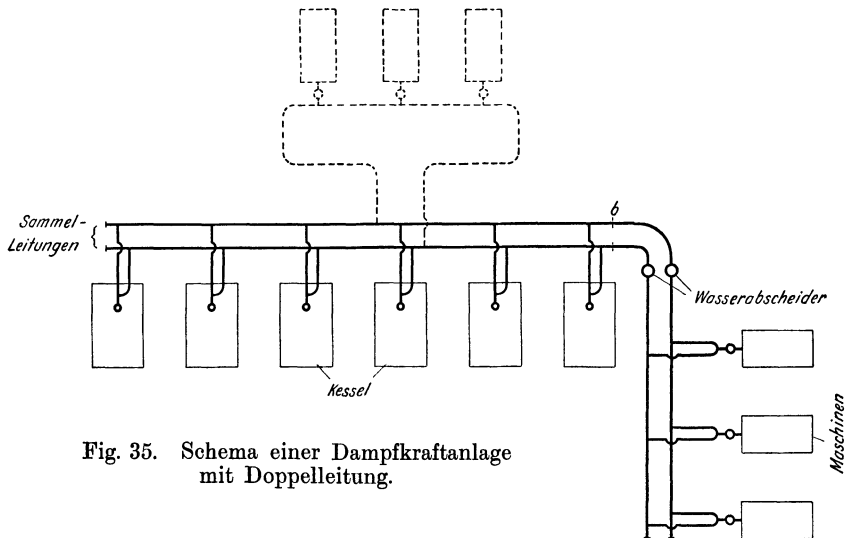 Sammel-
Leitungen {
b
Wasserabscheider
Kessel
Maschinen
Fig. 35. Schema einer Dampfkraftanlage
mit Doppelleitung.